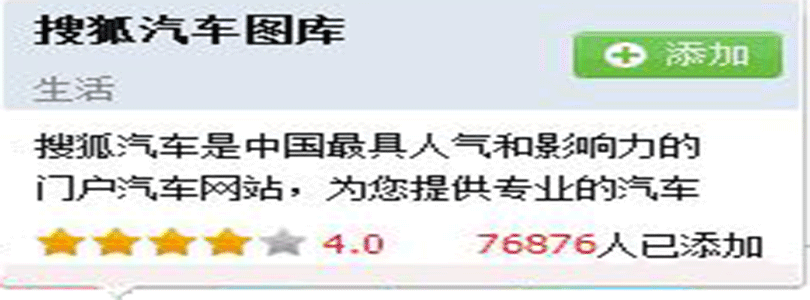 搜狐汽车图库
添加
生活
搜狐汽车是中国最具人气和影响力的
门户汽车网站，为您提供专业的汽车
4.0 76876人已添加